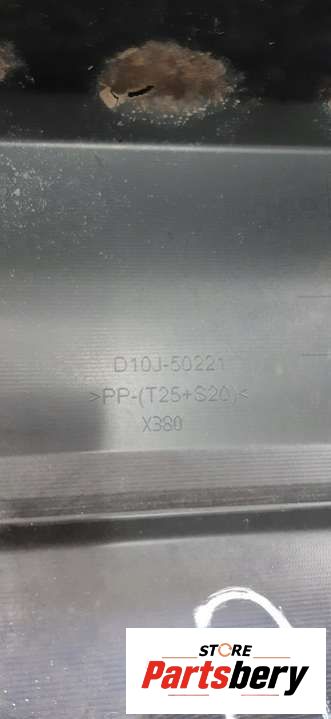 D10J-50221
>PP-(T25+S20)<
X380
STORE
Partsbery